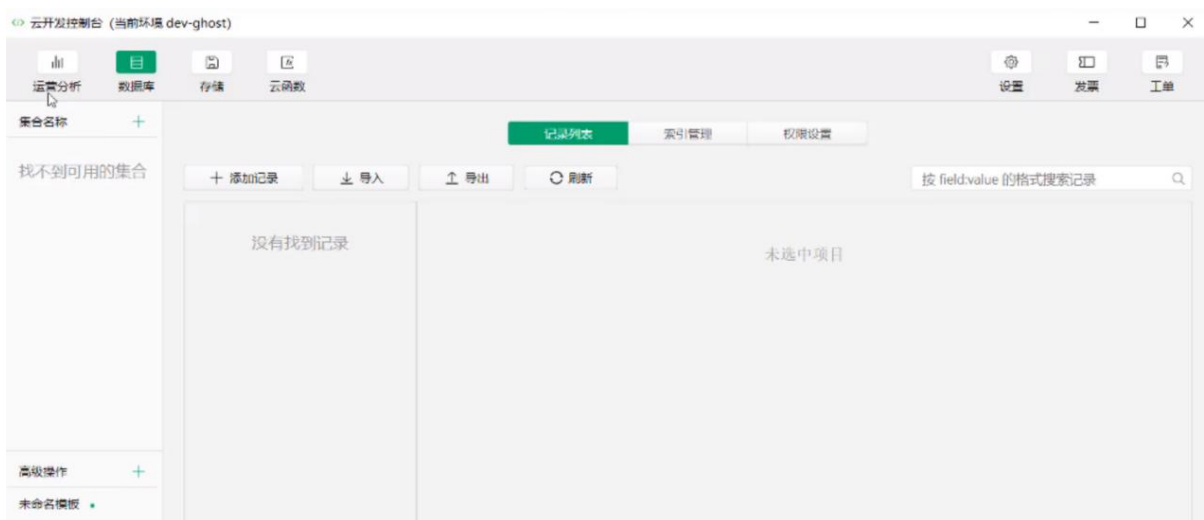 云开发控制台 (当前环境 dev-ghost)
运营分析 数据库 存储 云函数 设置 发票 工单
集合名称
记录列表 索引管理 权限设置
找不到可用的集合
添加记录 导入 导出 刷新 按 field:value 的格式搜索记录
没有找到记录
未选中项目
高级操作
未命名模板